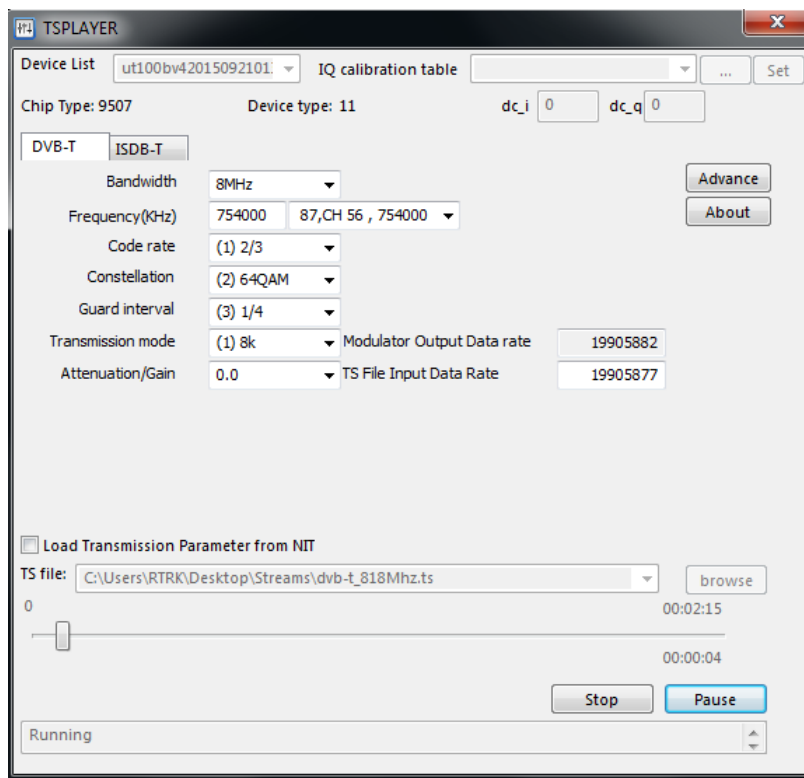 TSPLAYER
Device List ut100bv42015092101: IQ calibration table ... Set
Chip Type: 9507 Device type: 11 dc_i 0 dc_q 0
DVB-T ISDB-T
Bandwidth 8MHz Advance
Frequency(KHz) 754000 87,CH 56 , 754000 About
Code rate (1) 2/3
Constellation (2) 64QAM
Guard interval (3) 1/4
Transmission mode (1) 8k Modulator Output Data rate 19905882
Attenuation/Gain 0.0 TS File Input Data Rate 19905877
Load Transmission Parameter from NIT
TS file: C:\Users\RTRK\Desktop\Streams\dvb-t_818Mhz.ts browse
0 00:02:15
00:00:04
Stop Pause
Running